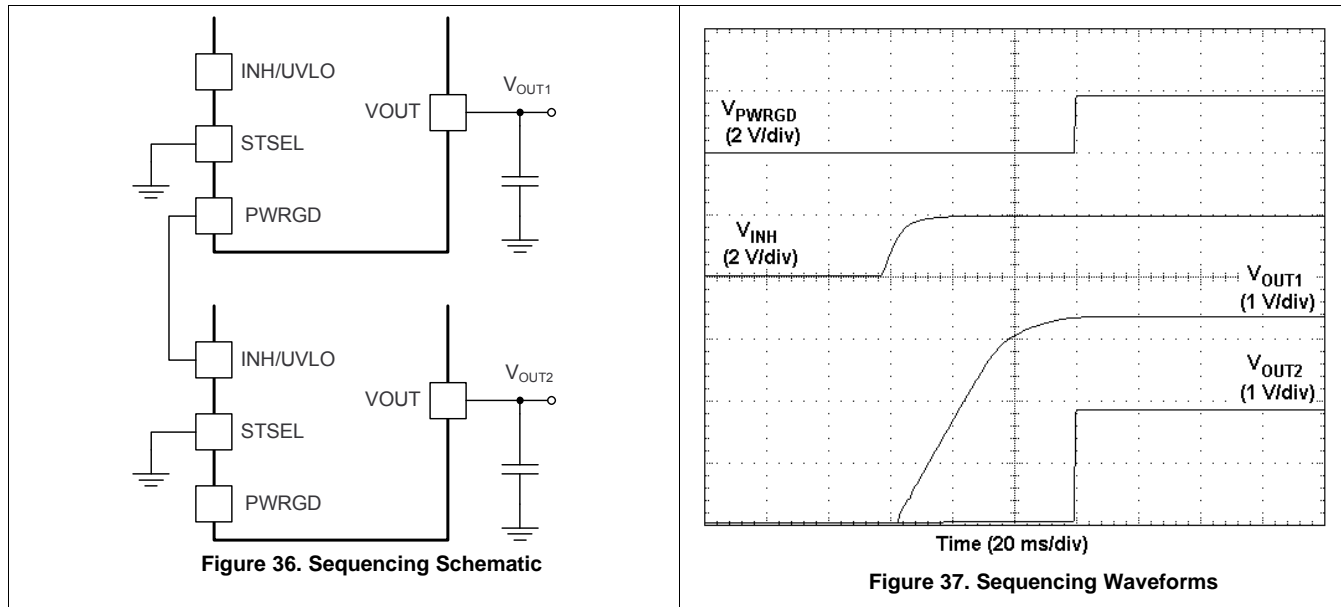 INH/UVLO
STSEL
PWRGD
VOUT
VOUT1
INH/UVLO
STSEL
PWRGD
VOUT
VOUT2
Figure 36. Sequencing Schematic
VPWRGD
(2 V/div)
VINH
(2 V/div)
VOUT1
(1 V/div)
VOUT2
(1 V/div)
Time (20 ms/div)
Figure 37. Sequencing Waveforms